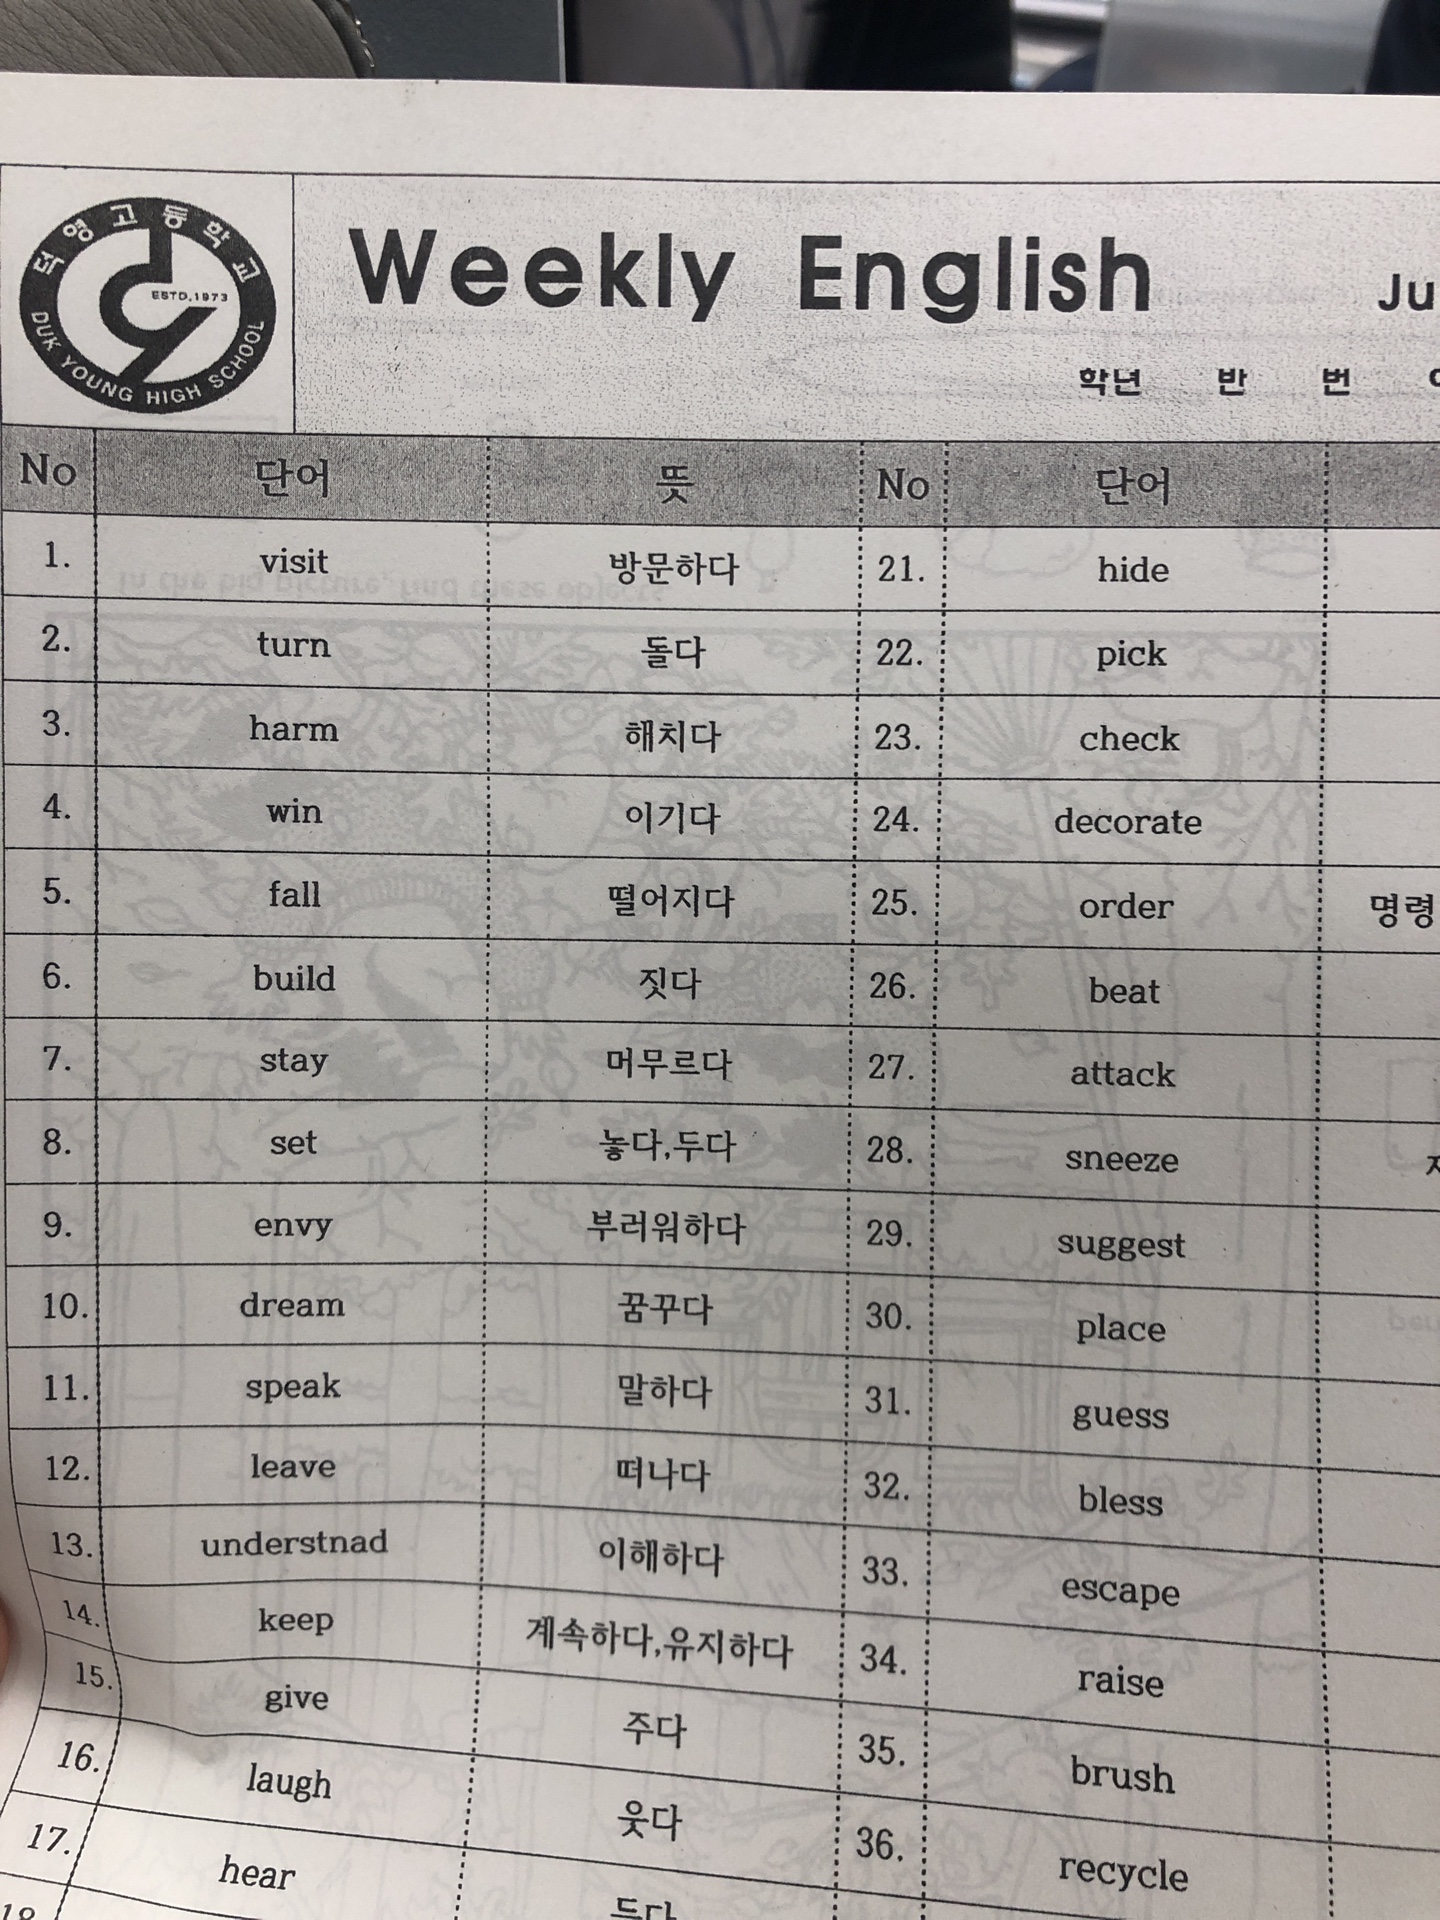 덕영고등학교
ESTD.1973
DUK YOUNG HIGH SCHOOL
Weekly English Ju
학년 반 번
No 단어 뜻 No 단어
1. visit 방문하다 21. hide
2. turn 돌다 22. pick
3. harm 해치다 23. check
4. win 이기다 24. decorate
5. fall 떨어지다 25. order 명령
6. build 짓다 26. beat
7. stay 머무르다 27. attack
8. set 놓다,두다 28. sneeze
9. envy 부러워하다 29. suggest
10. dream 꿈꾸다 30. place
11. speak 말하다 31. guess
12. leave 떠나다 32. bless
13. understnad 이해하다 33. escape
14. keep 계속하다,유지하다 34. raise
15. give 주다 35. brush
16. laugh 웃다 36. recycle
17. hear 듣다
18.